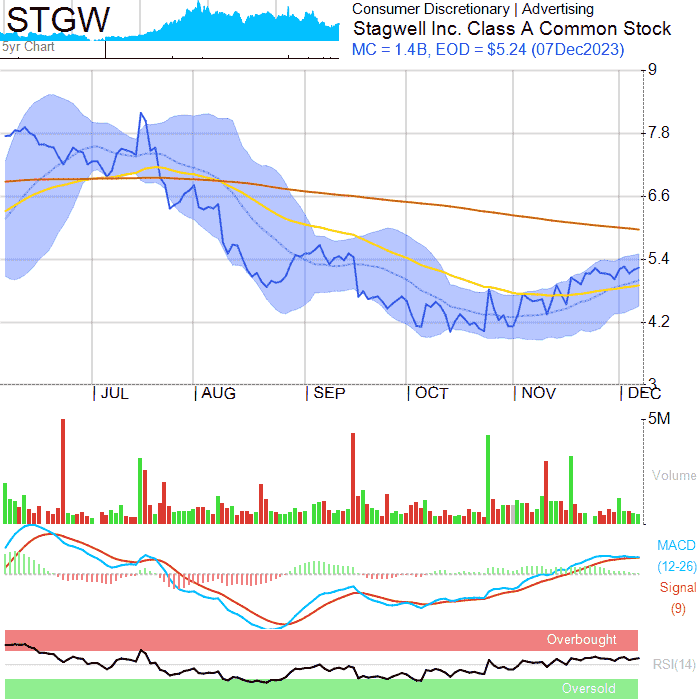 STGW
5yr Chart
Consumer Discretionary | Advertising
Stagwell Inc. Class A Common Stock
MC = 1.4B, EOD = $5.24 (07Dec2023)
9
7.8
6.6
5.4
4.2
3
JUL AUG SEP OCT NOV DEC
5M
Volume
MACD
(12-26)
Signal
(9)
Overbought
RSI(14)
Oversold